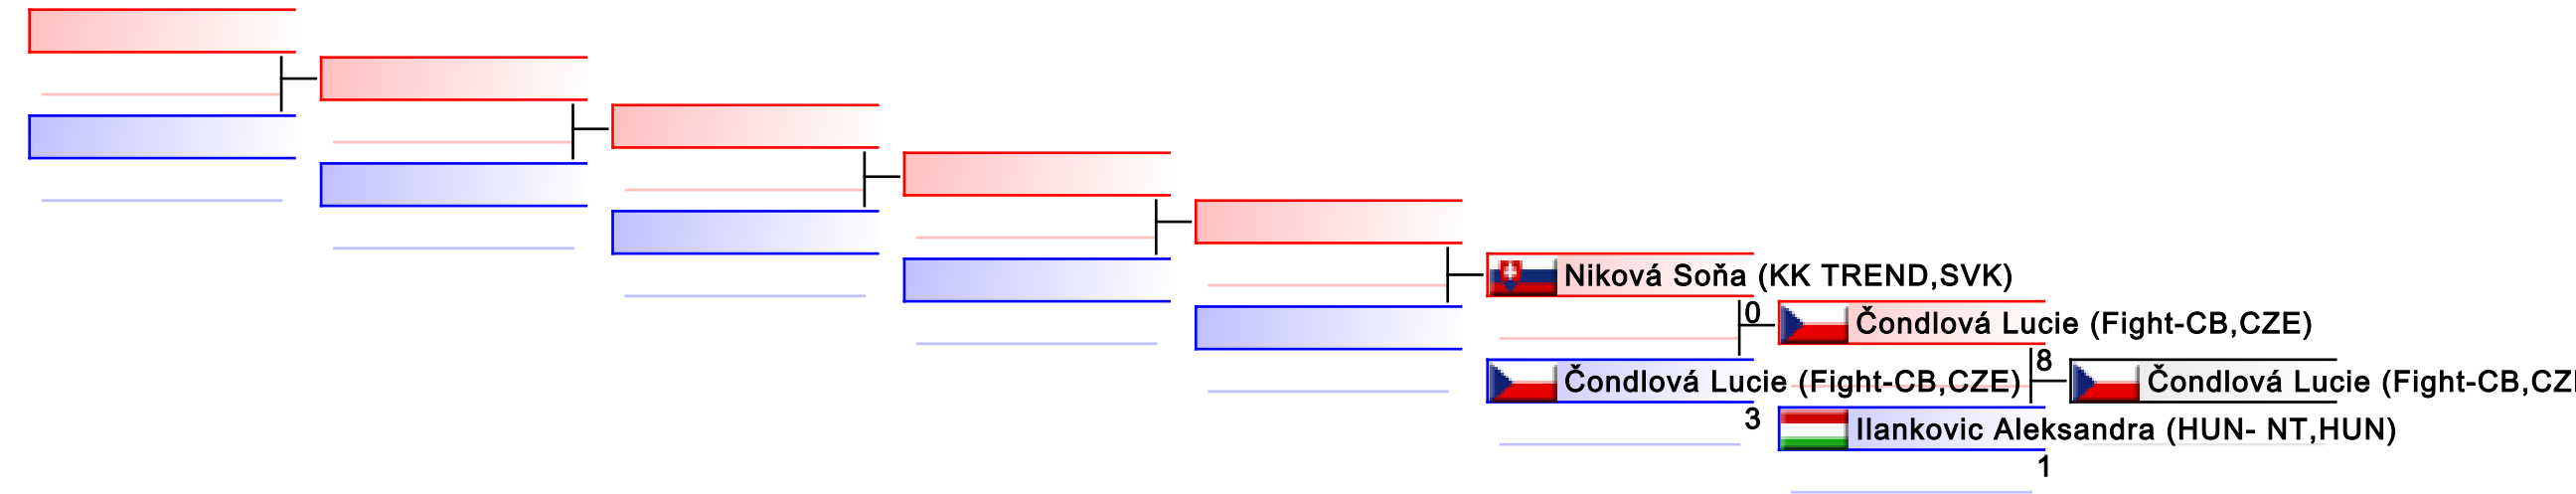 Niková Soňa (KK TREND,SVK)
0
Čondlová Lucie (Fight-CB,CZE)
3
Čondlová Lucie (Fight-CB,CZE)
8
Ilankovic Aleksandra (HUN- NT,HUN)
1
Čondlová Lucie (Fight-CB,CZ